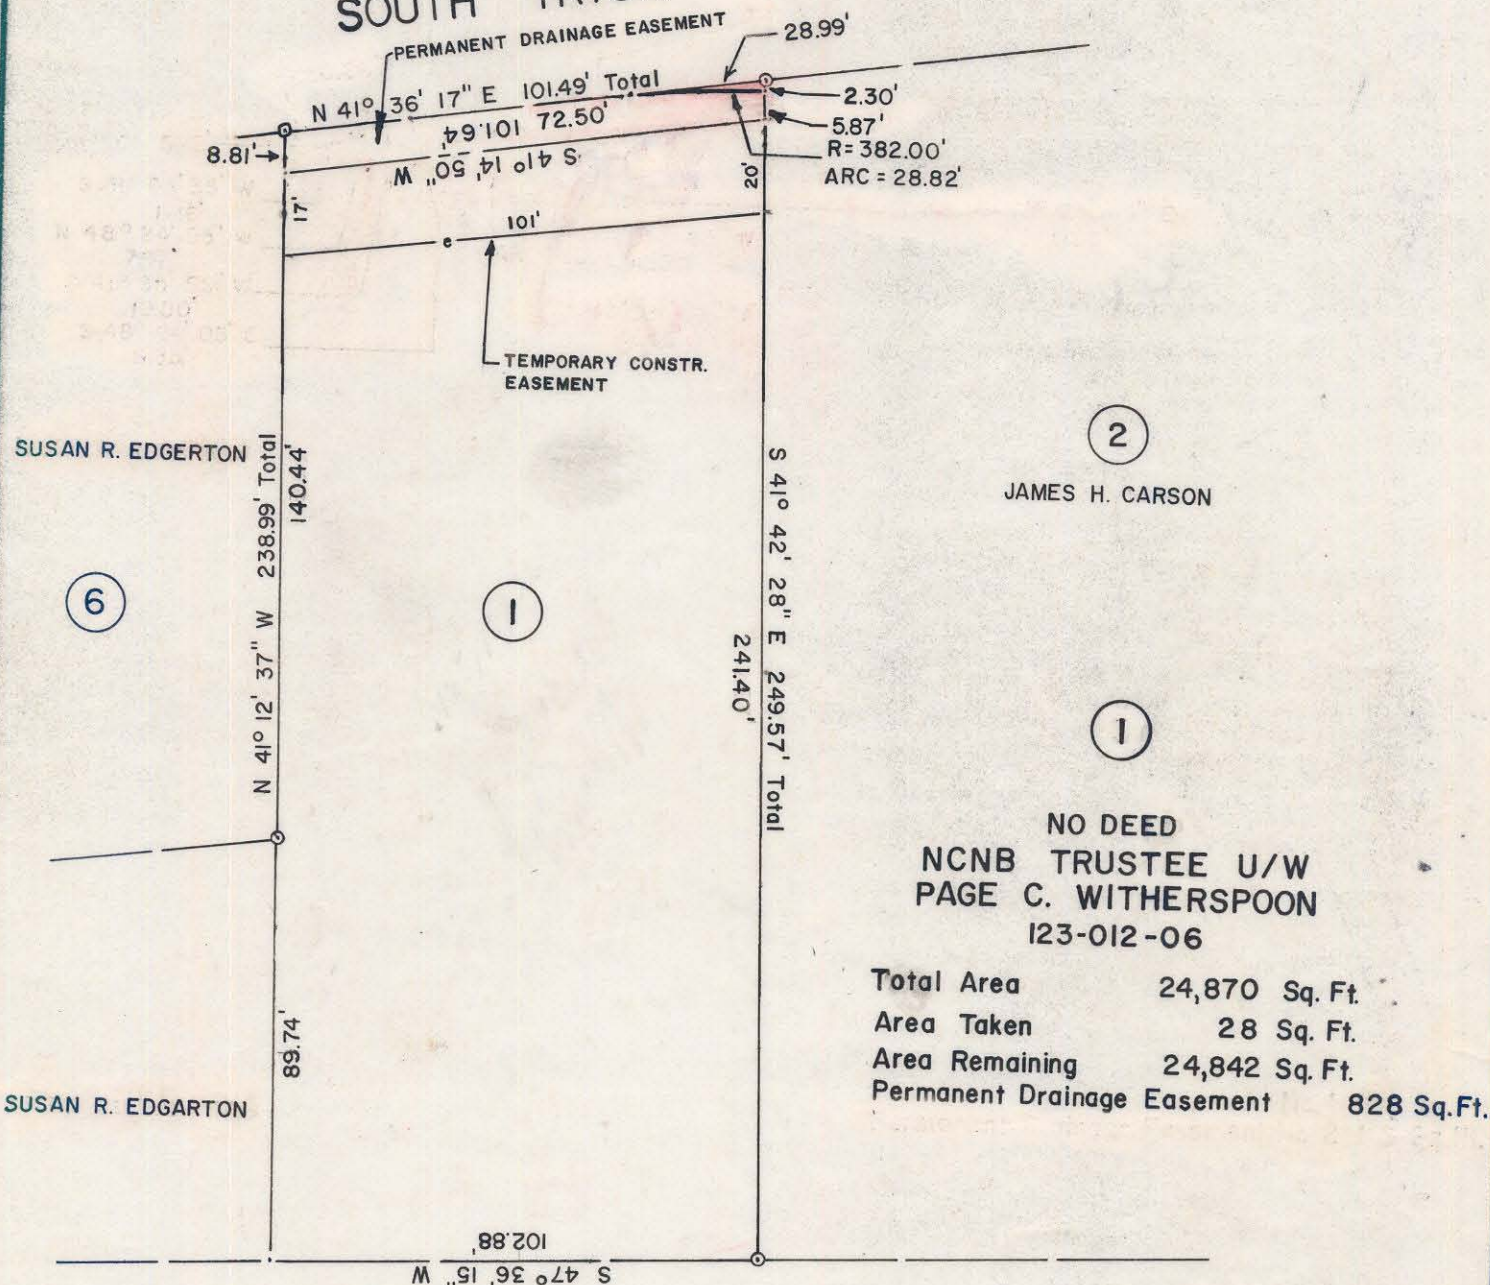 SOUTH
PERMANENT DRAINAGE EASEMENT
28.99'
N 41° 36' 17" E 101.49' Total
2.30'
101.64' 72.50'
5.87'
8.81'
S 41° 14' 50" W
R= 382.00'
ARC = 28.82'
20'
17'
101'
e
TEMPORARY CONSTR.
EASEMENT
SUSAN R. EDGERTON
N 41° 12' 37" W 238.99' Total
140.44'
S 41° 42' 28" E 249.57' Total
241.40'
2
JAMES H. CARSON
6
1
1
NO DEED
NCNB TRUSTEE U/W
PAGE C. WITHERSPOON
123-012-06
Total Area 24,870 Sq. Ft.
Area Taken 28 Sq. Ft.
Area Remaining 24,842 Sq. Ft.
Permanent Drainage Easement 828 Sq.Ft.
89.74'
SUSAN R. EDGARTON
102.88'
S 47° 36' 15" W